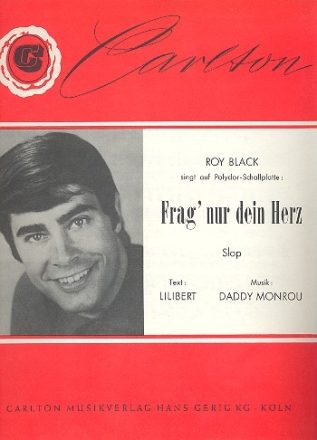 Carlton
ROY BLACK
singt auf Polydor-Schallplatte:
Frag' nur dein Herz
Slop
Text: Musik:
LILIBERT DADDY MONROU
CARLTON MUSIKVERLAG HANS GERIG KG · KÖLN